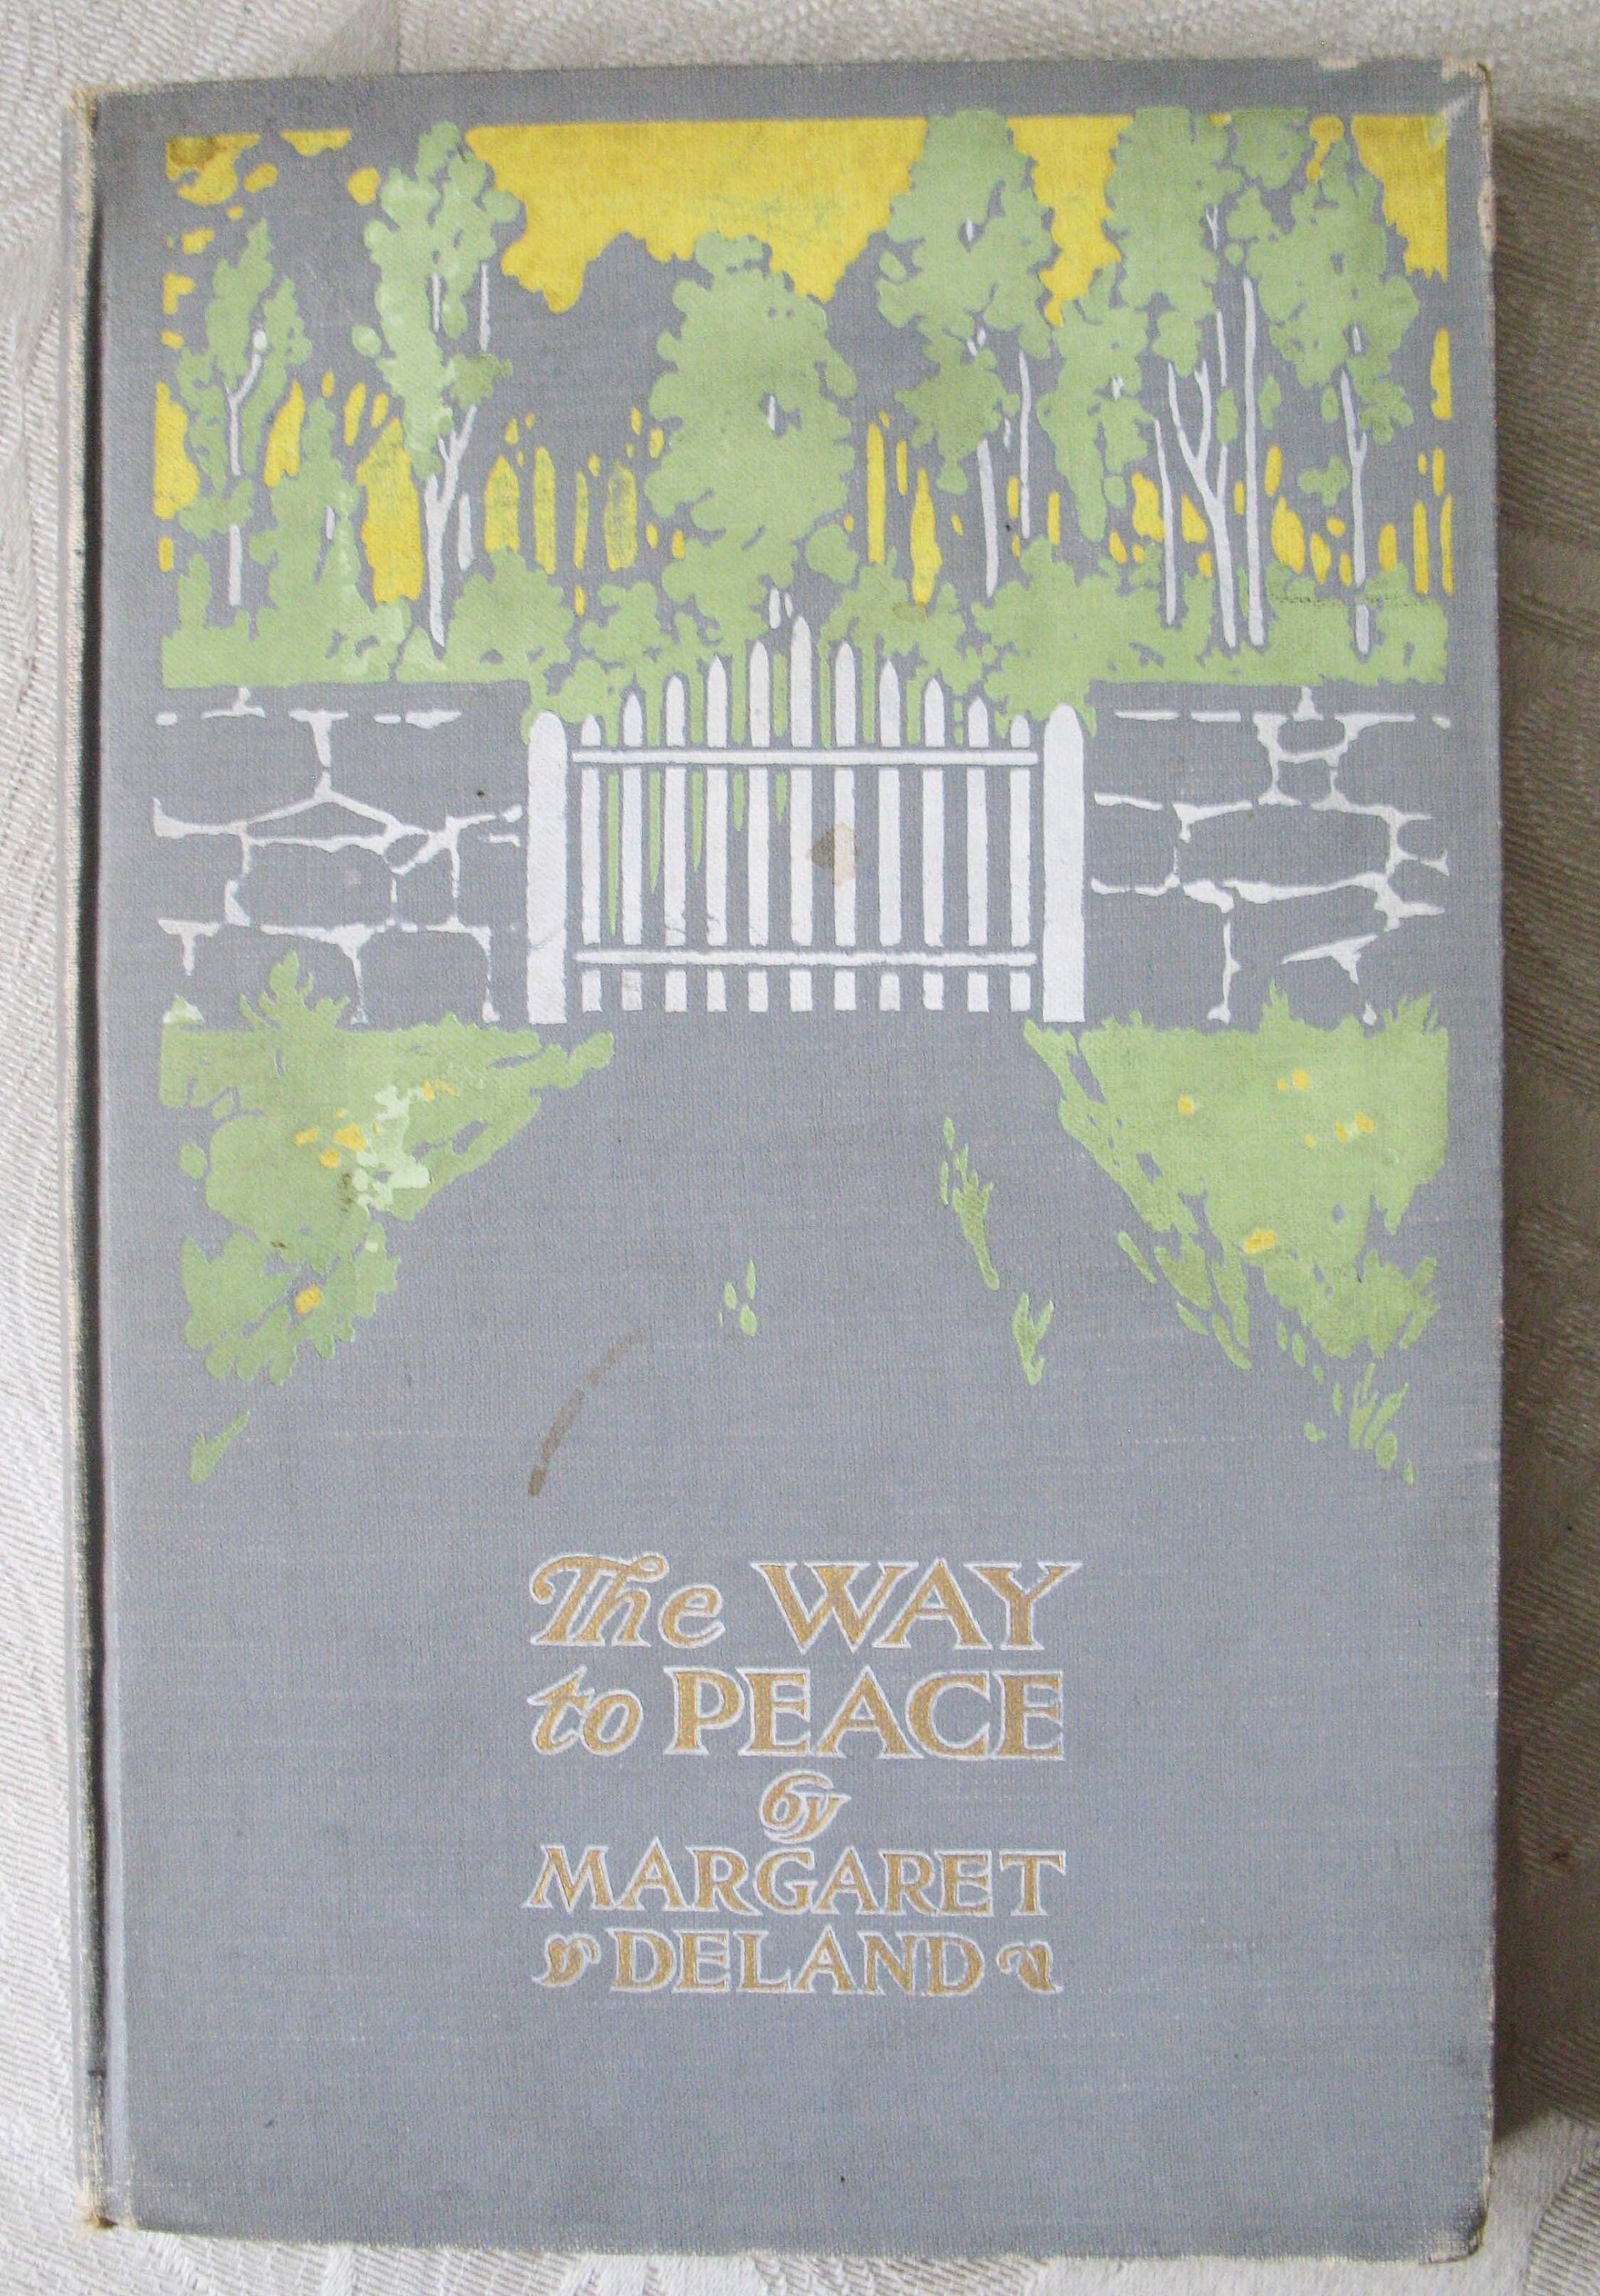 The WAY
to PEACE
by
MARGARET
DELAND